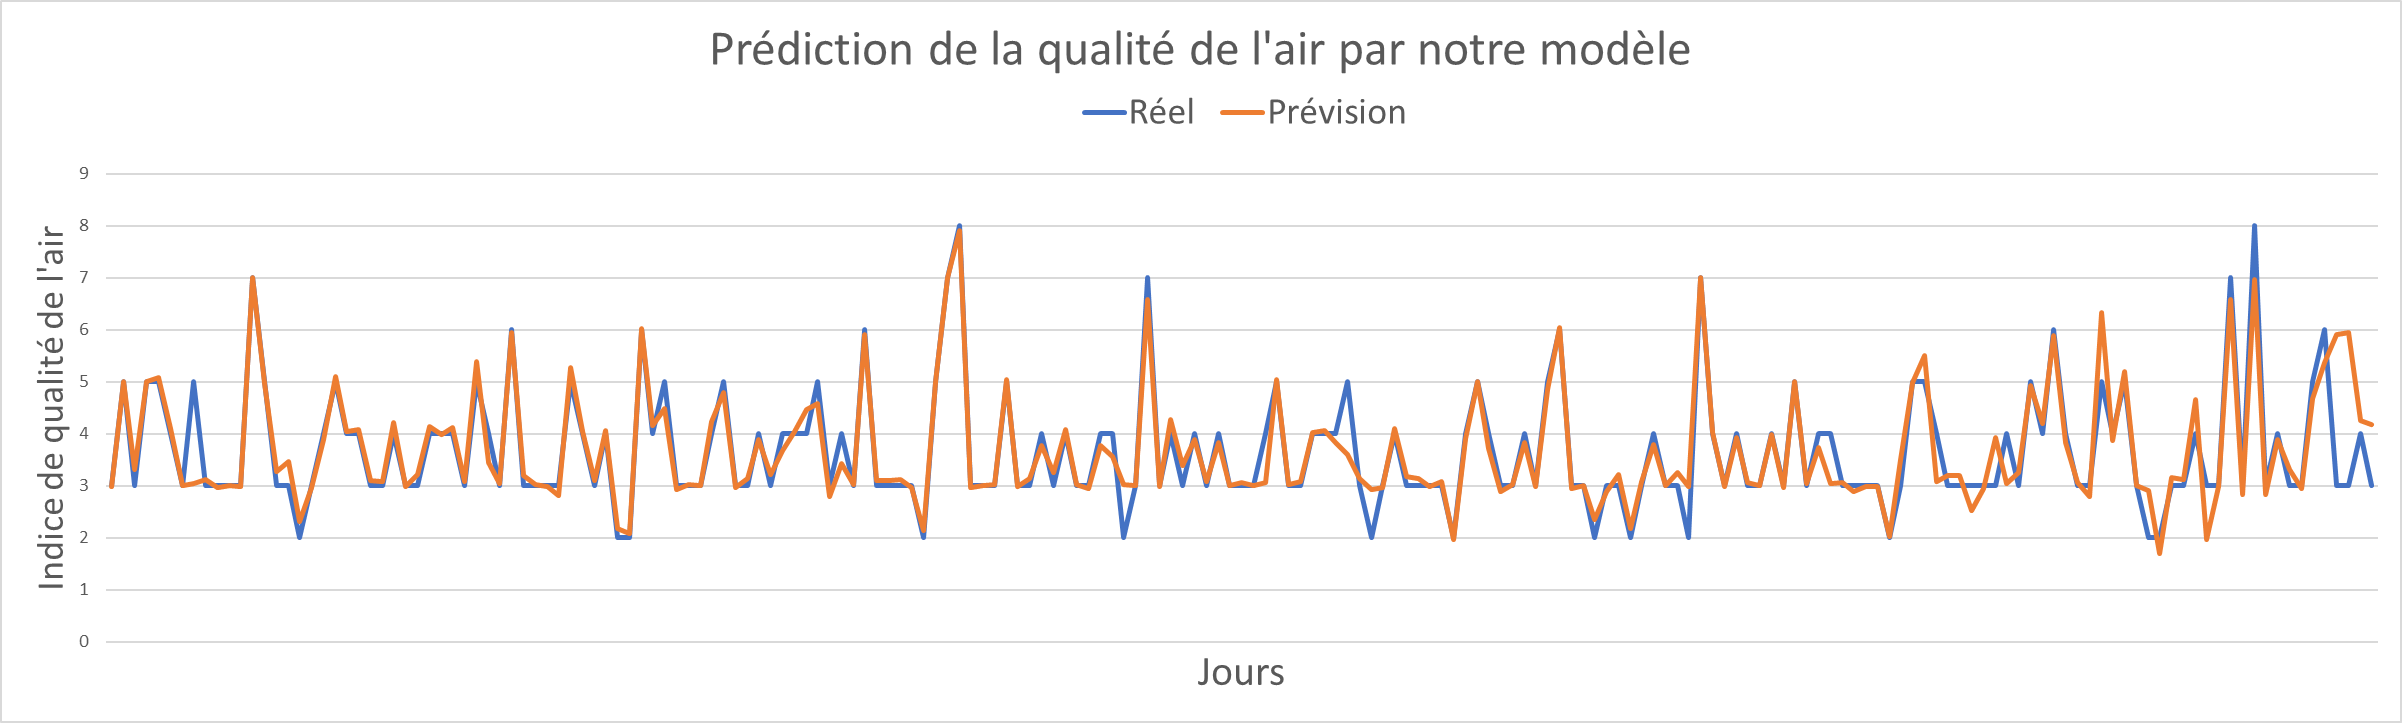 Prédiction de la qualité de l'air par notre modèle
Réel
Prévision
Indice de qualité de l'air
9
8
7
6
5
4
3
2
1
0
Jours